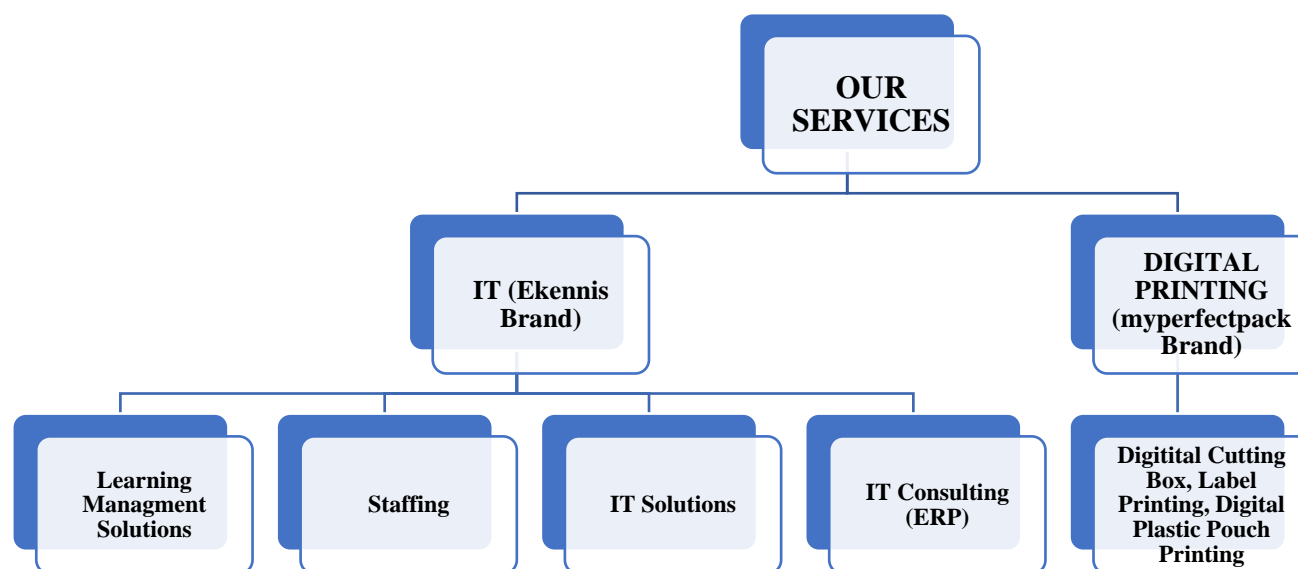 OUR
SERVICES
IT (Ekennis
Brand)
DIGITAL
PRINTING
(myperfectpack
Brand)
Learning
Managment
Solutions
Staffing
IT Solutions
IT Consulting
(ERP)
Digitital Cutting
Box, Label
Printing, Digital
Plastic Pouch
Printing